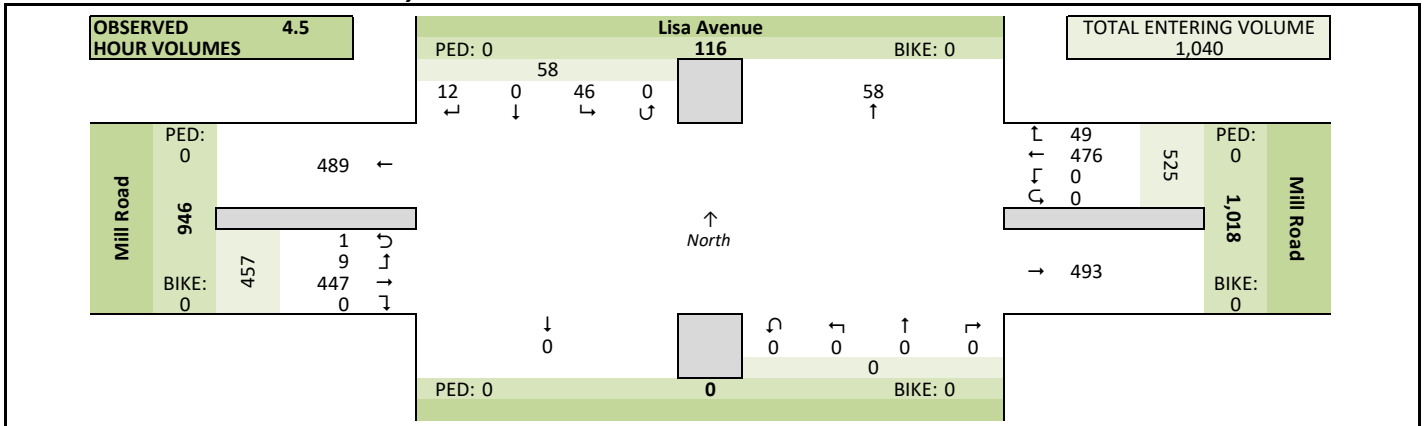 OBSERVED 4.5
HOUR VOLUMES
Lisa Avenue
PED: 0 116 BIKE: 0
TOTAL ENTERING VOLUME
1,040
58
12 0 46 0
↵ ↓ ↳ ↺
58
↑
Mill Road
PED:
0
946
BIKE:
0
489 ←
457
1 ⮌
9 ↰
447 →
0 ↴
↑
North
↱ 49
← 476
↲ 0
⮎ 0
525
→ 493
PED:
0
1,018
BIKE:
0
Mill Road
↓
0
↶ ↰ ↑ ↱
0 0 0 0
0
PED: 0 0 BIKE: 0